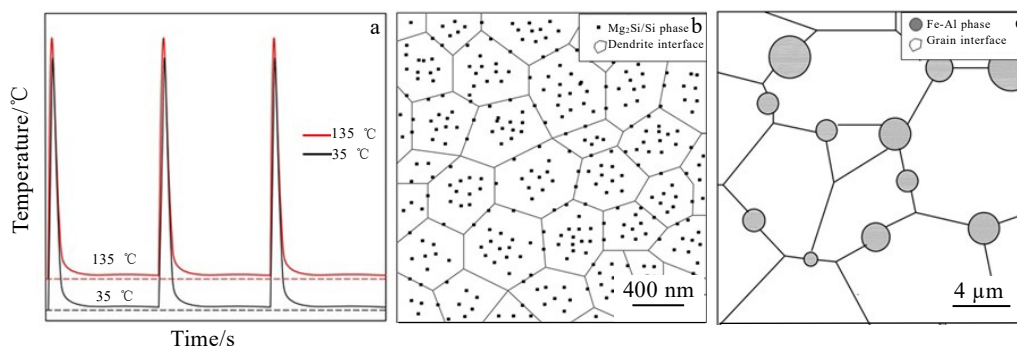 a
Temperature/℃
135 ℃
35 ℃
135 ℃
35 ℃
Time/s
b
Mg₂Si/Si phase
Dendrite interface
400 nm
Fe-Al phase
Grain interface
4 µm